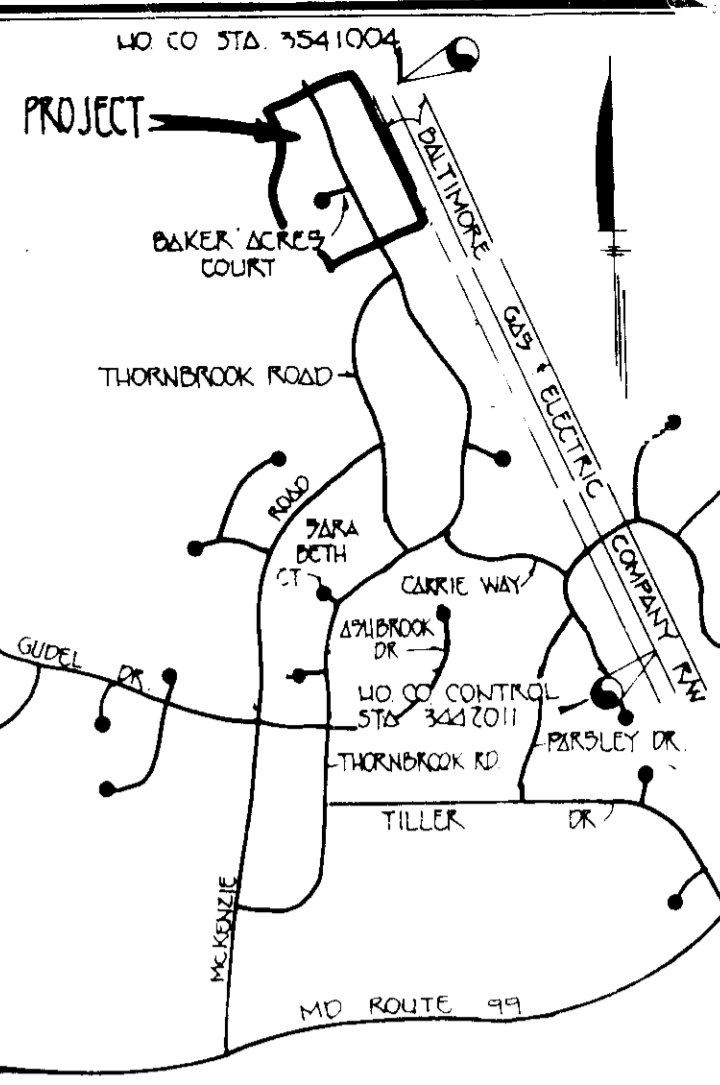 HO. CO STA. 3541004
PROJECT
BALTIMORE
GAS & ELECTRIC
COMPANY R/W
BAKER ACRES
COURT
THORNBROOK ROAD
ROAD
SARA
BETH
CT
CARRIE WAY
ASHBROOK
DR
GUDEL DR.
HO. CO. CONTROL
STA 3442011
PARSLEY DR.
THORNBROOK RD.
TILLER DR
MCKENZIE
MD ROUTE 99